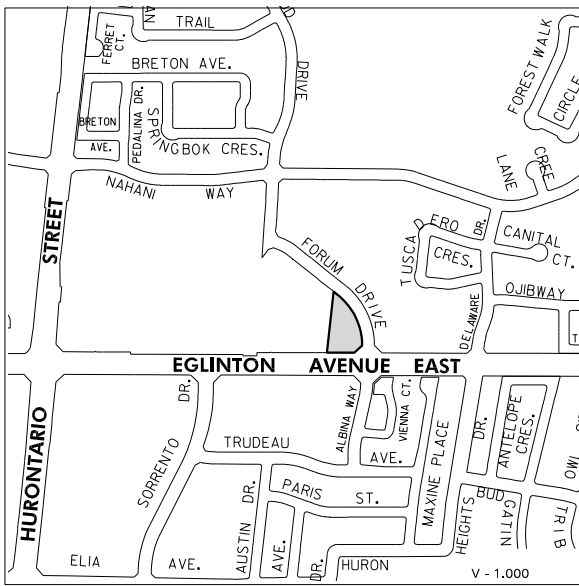 TRAIL
FERRET CT.
DRIVE
BRETON AVE.
FOREST WALK
CIRCLE
BRETON
AVE.
PEDALINA DR.
SPRINGBOK CRES.
NAHANI WAY
CREE
LANE
STREET
TUSCADERO
CRES.
DR.
CANITAL
CT.
FORUM DRIVE
OJIBWAY
DELAWARE
EGLINTON AVENUE EAST
DR.
SORRENTO
TRUDEAU
AVE.
ALBINA WAY
VIENNA CT.
MAXINE PLACE
DR.
ANTELOPE
CRES.
HURONTARIO
PARIS ST.
AUSTIN DR.
AVE.
DR.
HURON
HEIGHTS
BUD
GATIN
TRIB
ELIA AVE.
V - 1.000